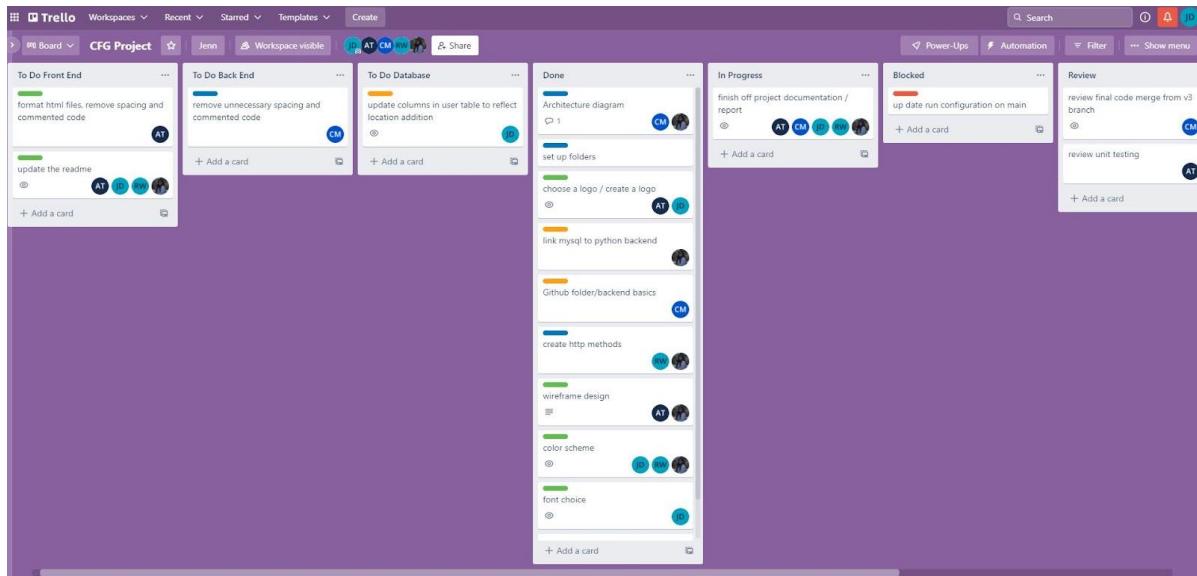 Trello Workspaces Recent Starred Templates Create Search JD
Board CFG Project Jenn Workspace visible JD AT CM RW Share Power-Ups Automation Filter ... Show menu
To Do Front End ...
format html files, remove spacing and
commented code
AT
update the readme
AT JD RW
+ Add a card
To Do Back End ...
remove unnecessary spacing and
commented code
CM
+ Add a card
To Do Database ...
update columns in user table to reflect
location addition
JD
+ Add a card
Done ...
Architecture diagram
1 CM
set up folders
choose a logo / create a logo
AT JD
link mysql to python backend
Github folder/backend basics
CM
create http methods
RW
wireframe design
AT
color scheme
JD RW
font choice
JD
+ Add a card
In Progress ...
finish off project documentation /
report
AT CM JD RW
+ Add a card
Blocked ...
up date run configuration on main
+ Add a card
Review
review final code merge from v3
branch
CM
review unit testing
AT
+ Add a card